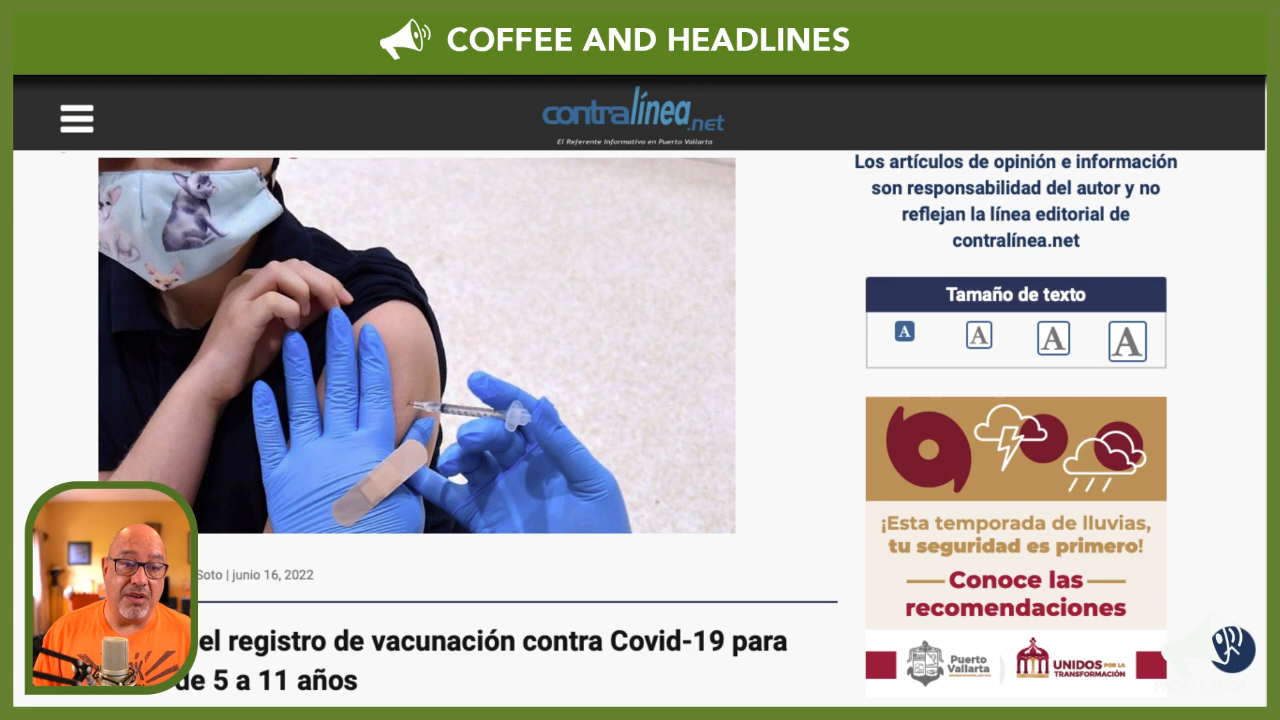 COFFEE AND HEADLINES
contralínea.net
El Referente Informativo en Puerto Vallarta
Los artículos de opinión e información
son responsabilidad del autor y no
reflejan la línea editorial de
contralínea.net
Tamaño de texto
A A A A
¡Esta temporada de lluvias,
tu seguridad es primero!
Conoce las
recomendaciones
Puerto
Vallarta
UNIDOS POR LA
TRANSFORMACIÓN
Soto | junio 16, 2022
el registro de vacunación contra Covid-19 para
de 5 a 11 años